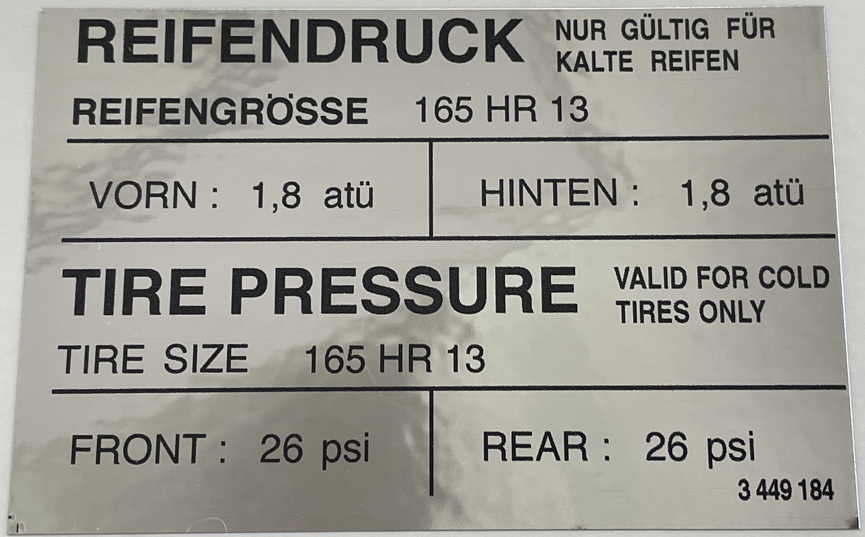 REIFENDRUCK NUR GÜLTIG FÜR KALTE REIFEN
REIFENGRÖSSE 165 HR 13
VORN : 1,8 atü HINTEN : 1,8 atü
TIRE PRESSURE VALID FOR COLD TIRES ONLY
TIRE SIZE 165 HR 13
FRONT : 26 psi REAR : 26 psi
3 449 184